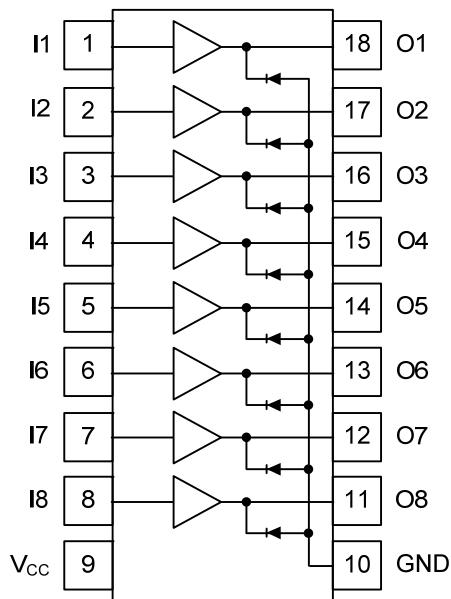 I1 1 18 O1
I2 2 17 O2
I3 3 16 O3
I4 4 15 O4
I5 5 14 O5
I6 6 13 O6
I7 7 12 O7
I8 8 11 O8
VCC 9 10 GND